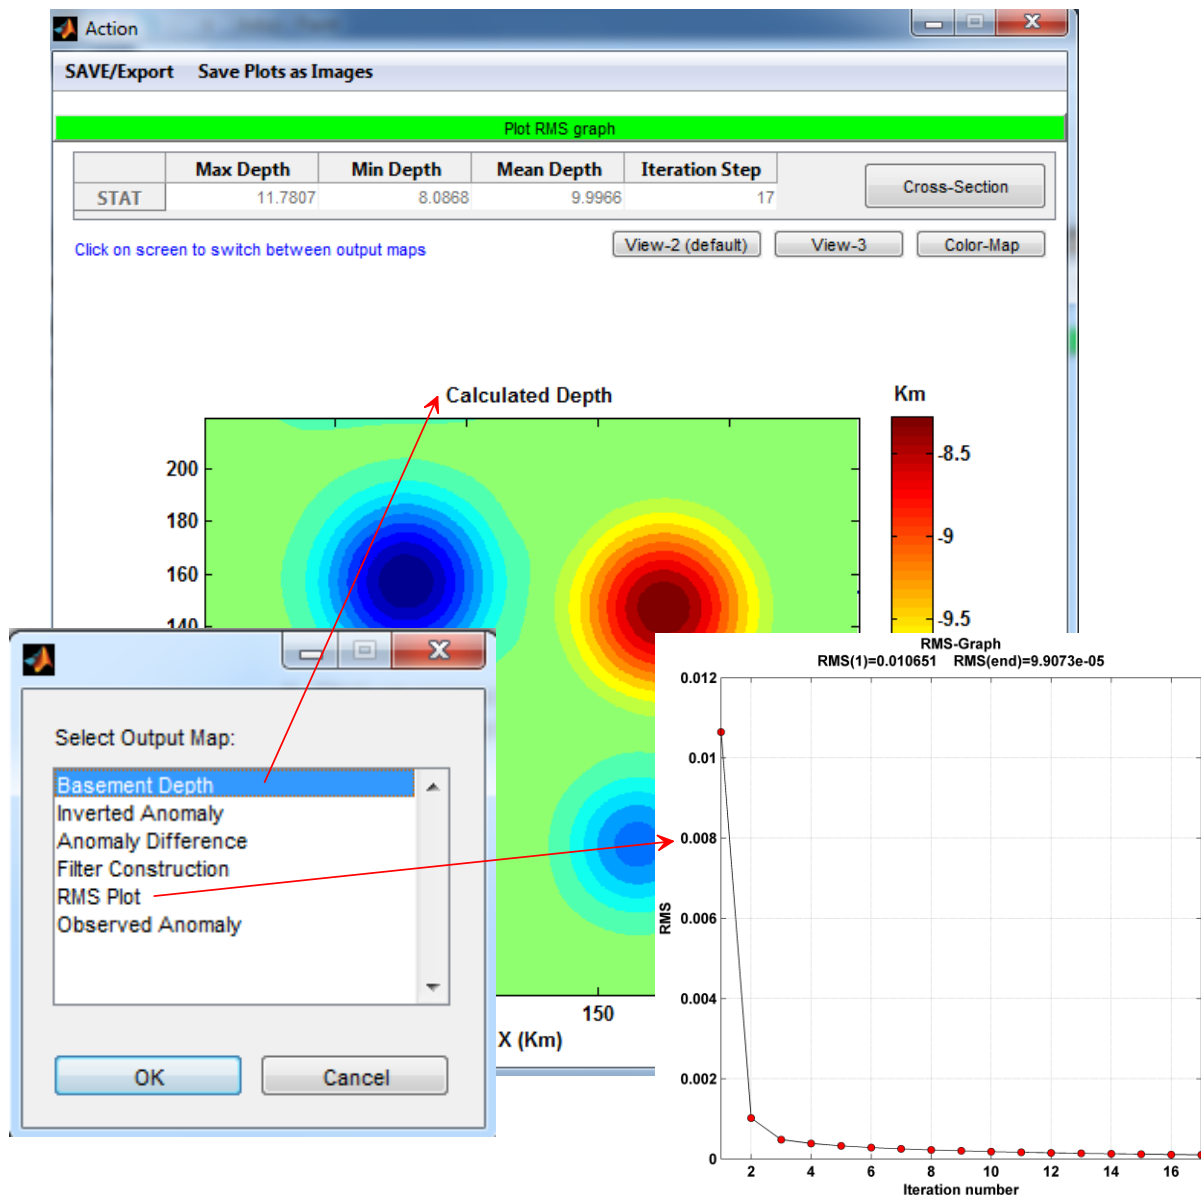 Action
SAVE/Export Save Plots as Images
Plot RMS graph
Max Depth Min Depth Mean Depth Iteration Step
STAT 11.7807 8.0868 9.9966 17
Cross-Section
Click on screen to switch between output maps
View-2 (default) View-3 Color-Map
Calculated Depth
Km
-8.5
-9
-9.5
200
180
160
140
150
X (Km)
Select Output Map:
Basement Depth
Inverted Anomaly
Anomaly Difference
Filter Construction
RMS Plot
Observed Anomaly
OK Cancel
RMS-Graph
RMS(1)=0.010651 RMS(end)=9.9073e-05
0.012
0.01
0.008
0.006
0.004
0.002
0
RMS
2 4 6 8 10 12 14 16
Iteration number